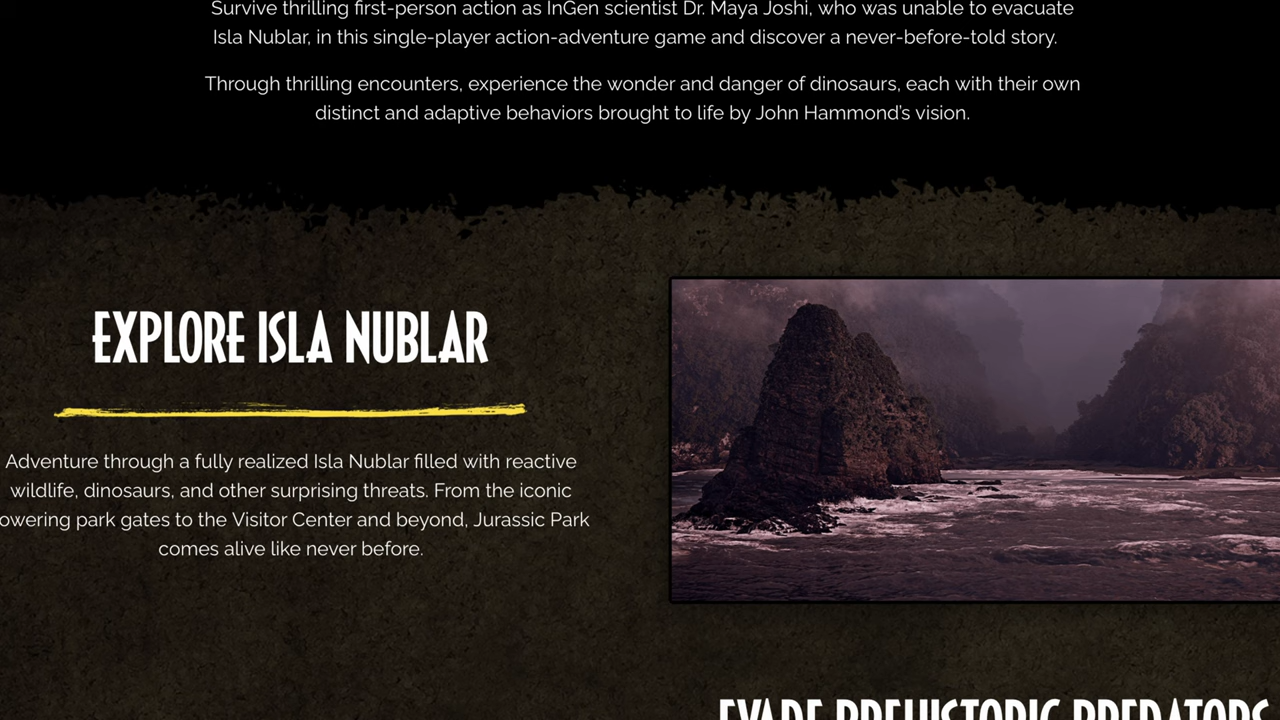 Survive thrilling first-person action as InGen scientist Dr. Maya Joshi, who was unable to evacuate
Isla Nublar, in this single-player action-adventure game and discover a never-before-told story.
Through thrilling encounters, experience the wonder and danger of dinosaurs, each with their own
distinct and adaptive behaviors brought to life by John Hammond's vision.
EXPLORE ISLA NUBLAR
Adventure through a fully realized Isla Nublar filled with reactive
wildlife, dinosaurs, and other surprising threats. From the iconic
owering park gates to the Visitor Center and beyond, Jurassic Park
comes alive like never before.
EVADE PREHISTORIC PREDATORS